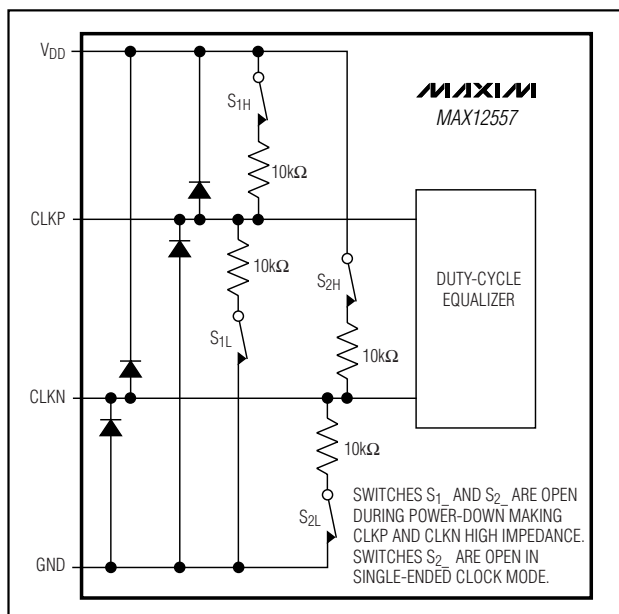 V_DD
S_1H
MAXIM
MAX12557
10kΩ
CLKP
10kΩ
S_2H
DUTY-CYCLE
EQUALIZER
S_1L
10kΩ
CLKN
10kΩ
SWITCHES S_1_ AND S_2_ ARE OPEN
DURING POWER-DOWN MAKING
CLKP AND CLKN HIGH IMPEDANCE.
SWITCHES S_2_ ARE OPEN IN
SINGLE-ENDED CLOCK MODE.
S_2L
GND